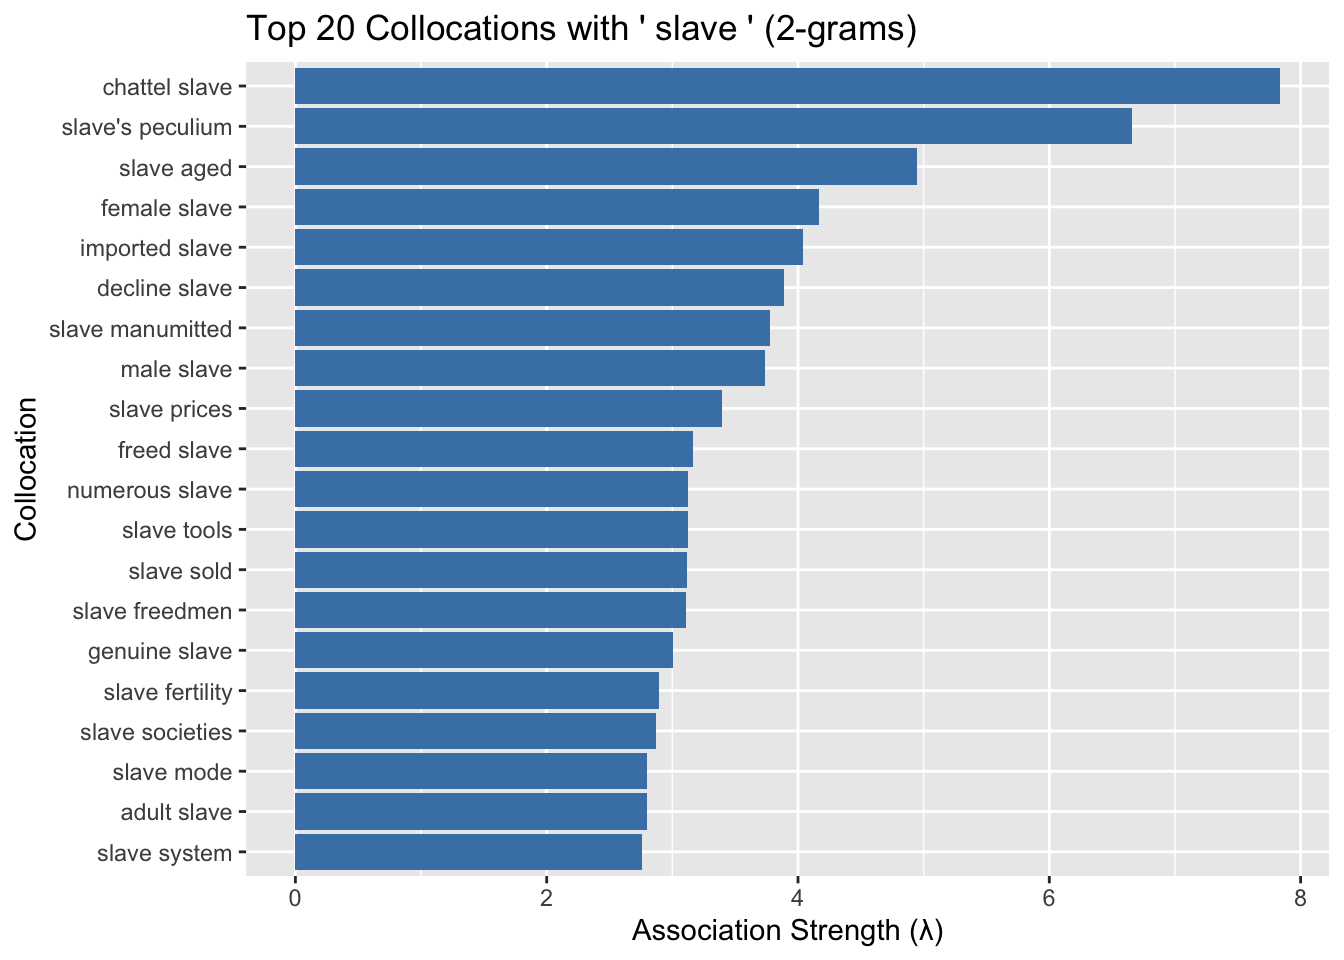 Top 20 Collocations with ' slave ' (2-grams)
chattel slave
slave's peculium
slave aged
female slave
imported slave
decline slave
slave manumitted
male slave
slave prices
freed slave
numerous slave
slave tools
slave sold
slave freedmen
genuine slave
slave fertility
slave societies
slave mode
adult slave
slave system
Collocation
0 2 4 6 8
Association Strength (λ)